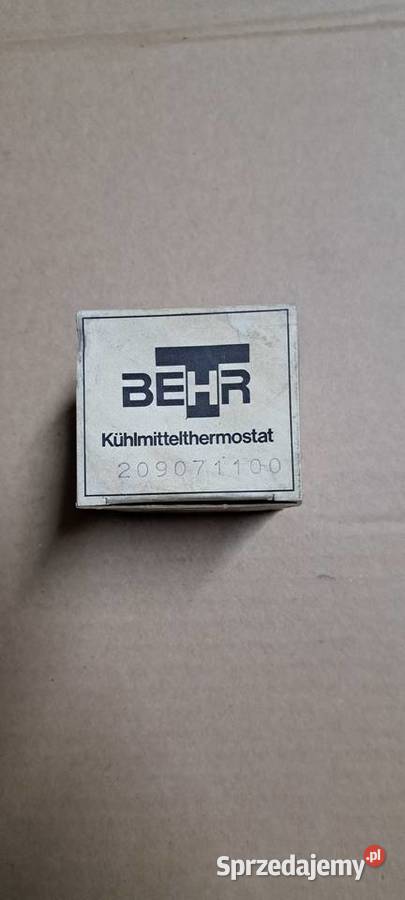 BEHR
Kühlmittelthermostat
209071100
Sprzedajemy.pl